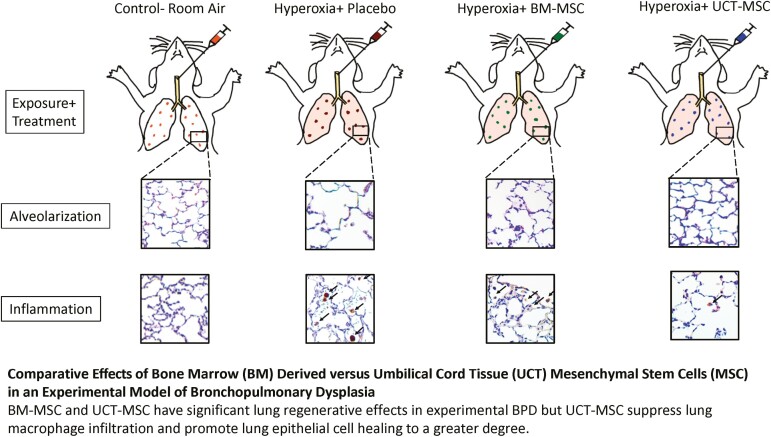 Control- Room Air
Hyperoxia+ Placebo
Hyperoxia+ BM-MSC
Hyperoxia+ UCT-MSC
Exposure+
Treatment
Alveolarization
Inflammation
Comparative Effects of Bone Marrow (BM) Derived versus Umbilical Cord Tissue (UCT) Mesenchymal Stem Cells (MSC)
in an Experimental Model of Bronchopulmonary Dysplasia
BM-MSC and UCT-MSC have significant lung regenerative effects in experimental BPD but UCT-MSC suppress lung
macrophage infiltration and promote lung epithelial cell healing to a greater degree.